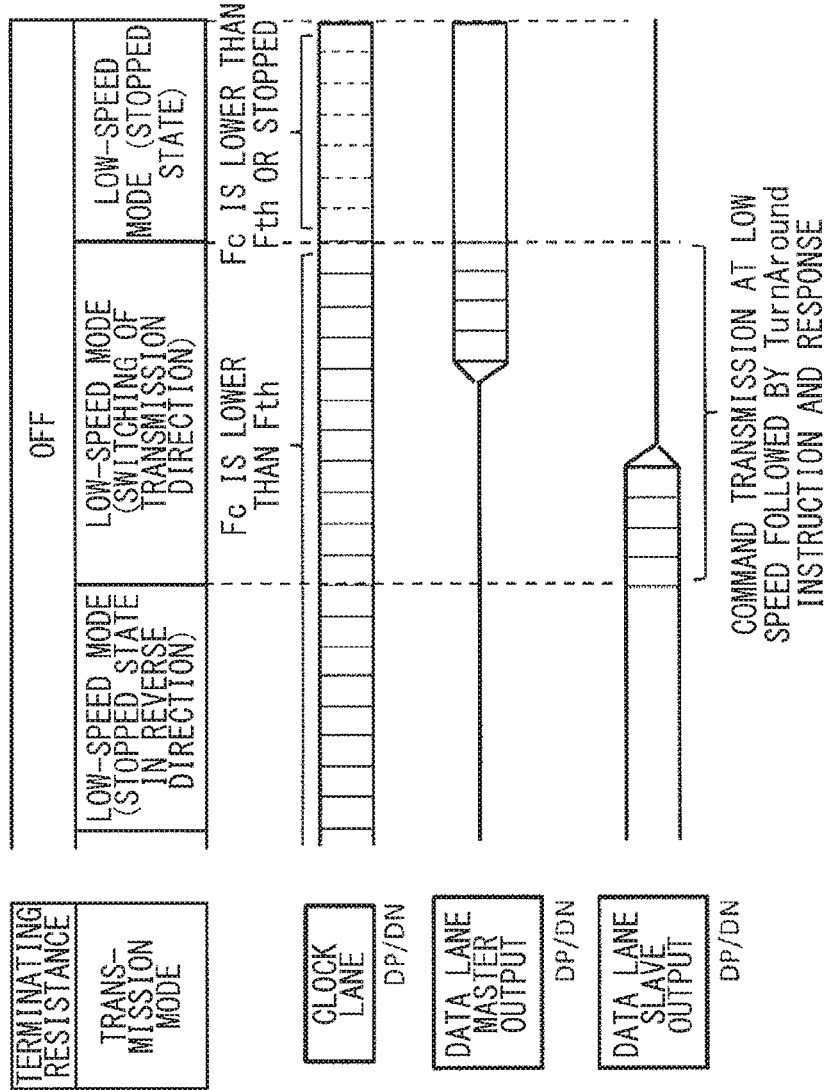 TERMINATING
RESISTANCE
OFF
TRANS-
MISSION
MODE
LOW-SPEED MODE
(STOPPED STATE
IN REVERSE
DIRECTION)
LOW-SPEED MODE
(SWITCHING OF
TRANSMISSION
DIRECTION)
LOW-SPEED
MODE (STOPPED
STATE)
Fc IS LOWER
THAN Fth
Fc IS LOWER THAN
Fth OR STOPPED
CLOCK
LANE
DP/DN
DATA LANE
MASTER
OUTPUT
DP/DN
DATA LANE
SLAVE
OUTPUT
DP/DN
COMMAND TRANSMISSION AT LOW
SPEED FOLLOWED BY TurnAround
INSTRUCTION AND RESPONSE